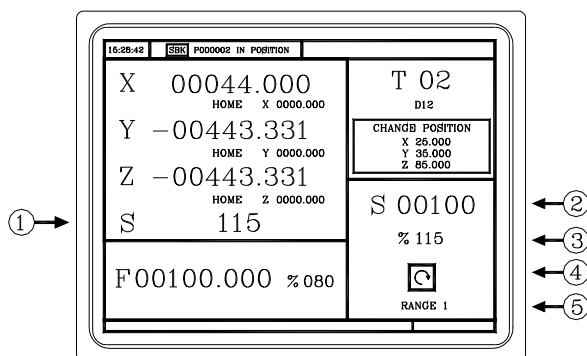 15:28:42 SBK P000002 IN POSITION
X 00044.000
HOME X 0000.000
Y -00443.331
HOME Y 0000.000
Z -00443.331
HOME Z 0000.000
S 115
F00100.000 % 080
T 02
D12
CHANGE POSITION
X 25.000
Y 35.000
Z 85.000
S 00100
% 115
RANGE 1
1
2
3
4
5